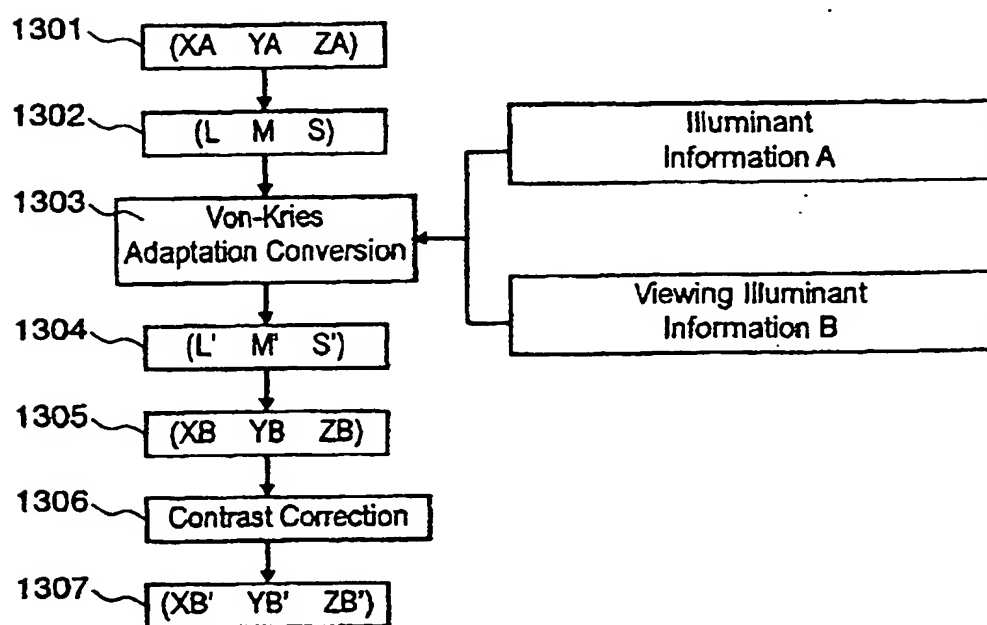 1301
(XA YA ZA)
1302
(L M S)
1303
Von-Kries
Adaptation Conversion
Illuminant
Information A
Viewing Illuminant
Information B
1304
(L' M' S')
1305
(XB YB ZB)
1306
Contrast Correction
1307
(XB' YB' ZB')